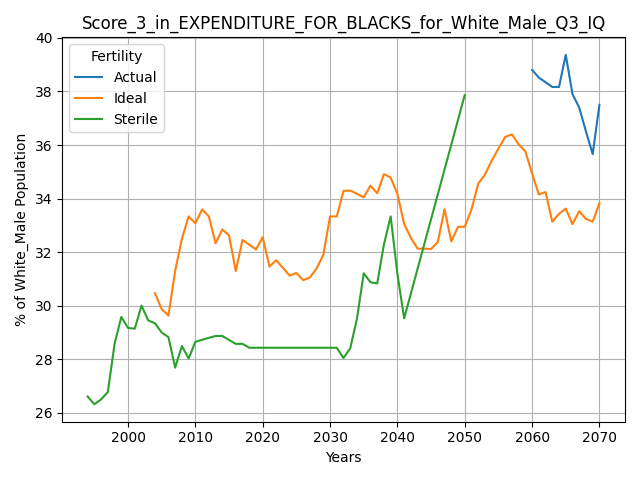 Score_3_in_EXPENDITURE_FOR_BLACKS_for_White_Male_Q3_IQ
40
38
36
34
32
30
28
26
% of White_Male Population
Fertility
Actual
Ideal
Sterile
2000 2010 2020 2030 2040 2050 2060 2070
Years